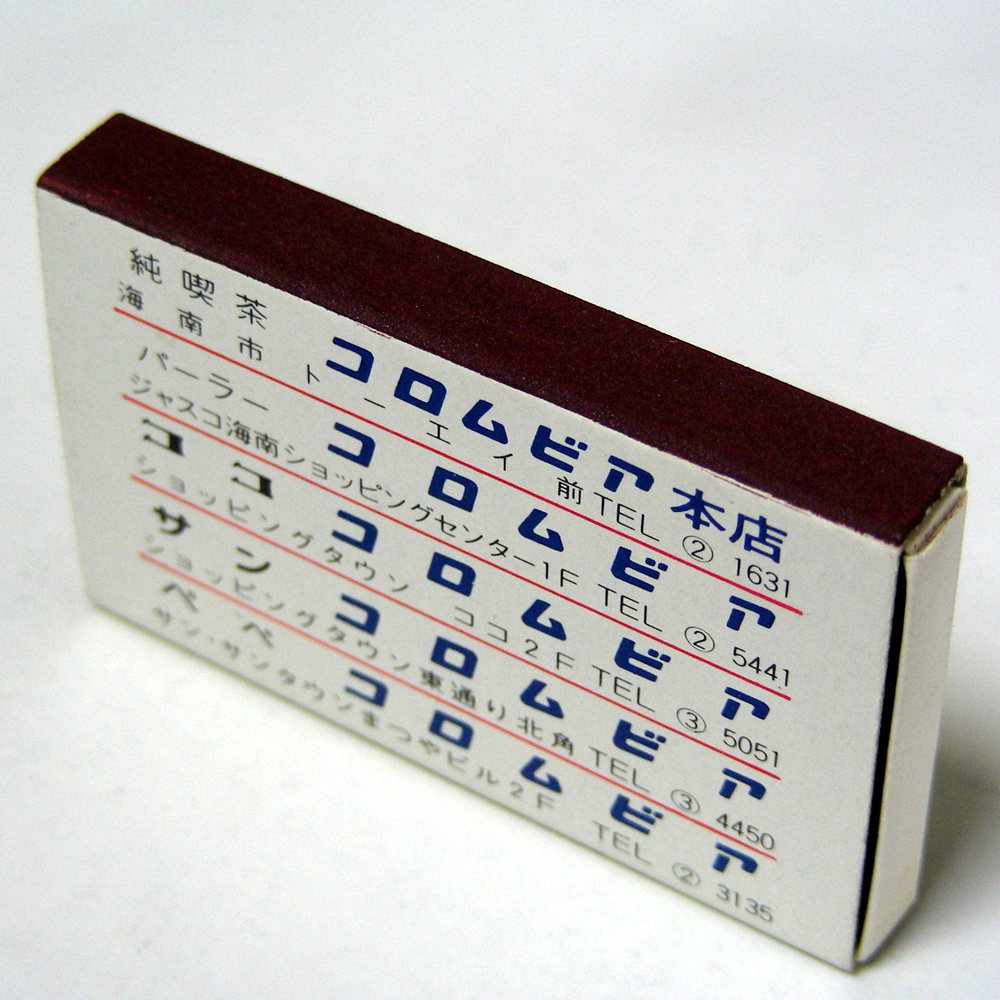 純喫茶 コロムビア本店
海南市 トーエイ前 TEL ② 1631
パーラー コロムビア
ジャスコ海南ショッピングセンター1F TEL ② 5441
ココ コロムビア
ショッピングタウン ココ2F TEL ③ 5051
サン コロムビア
ショッピングタウン東通り北角 TEL ③ 4450
ペペ コロムビア
サン・サンタウンまつやビル2F TEL ② 3135